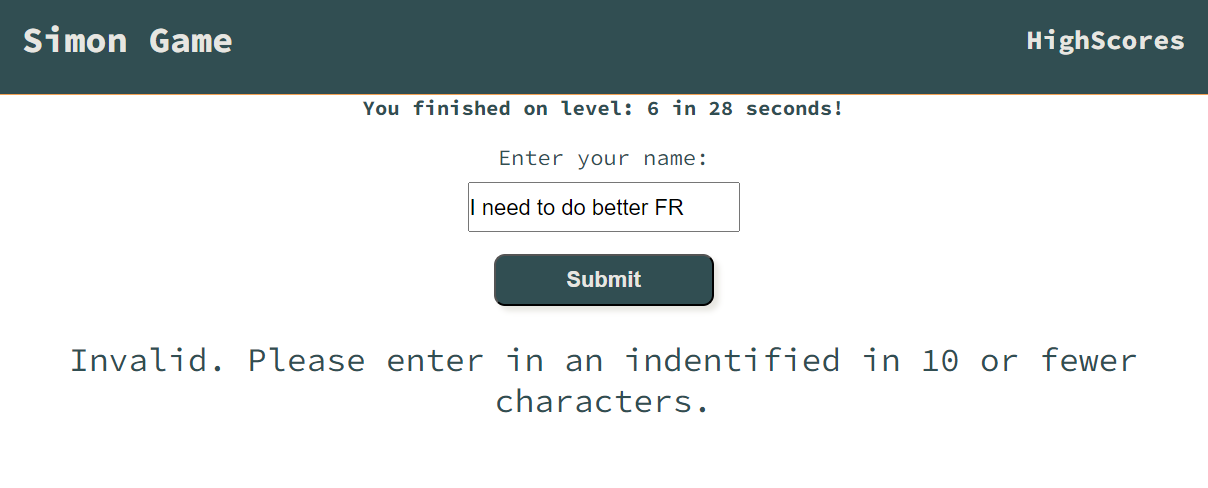 Simon Game
HighScores
You finished on level: 6 in 28 seconds!
Enter your name:
I need to do better FR
Submit
Invalid. Please enter in an indentified in 10 or fewer
characters.